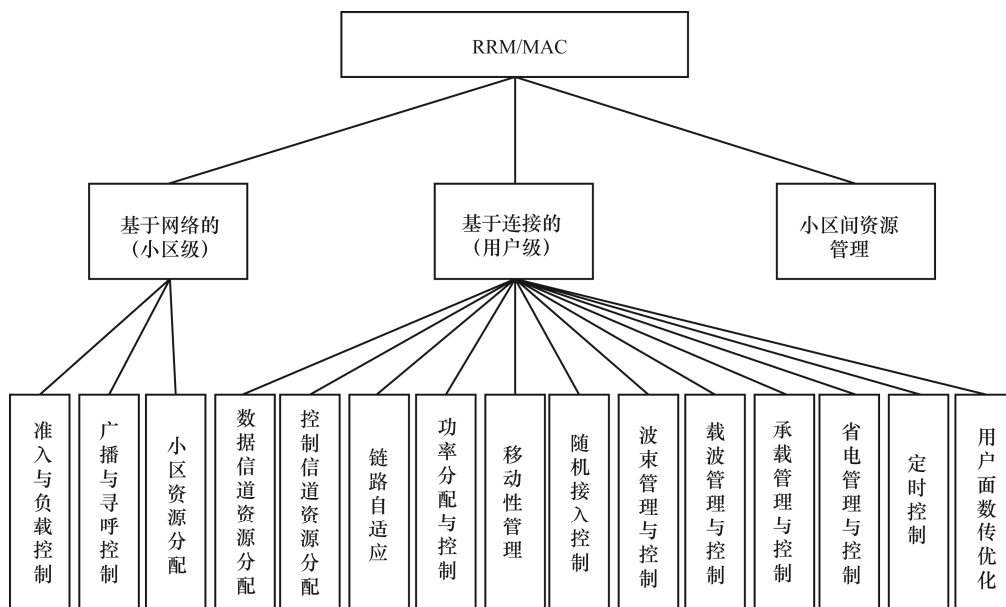 RRM/MAC
基于网络的
（小区级）
基于连接的
（用户级）
小区间资源
管理
准入与负载控制
广播与寻呼控制
小区资源分配
数据信道资源分配
控制信道资源分配
链路自适应
功率分配与控制
移动性管理
随机接入控制
波束管理与控制
载波管理与控制
承载管理与控制
省电管理与控制
定时控制
用户面数传优化